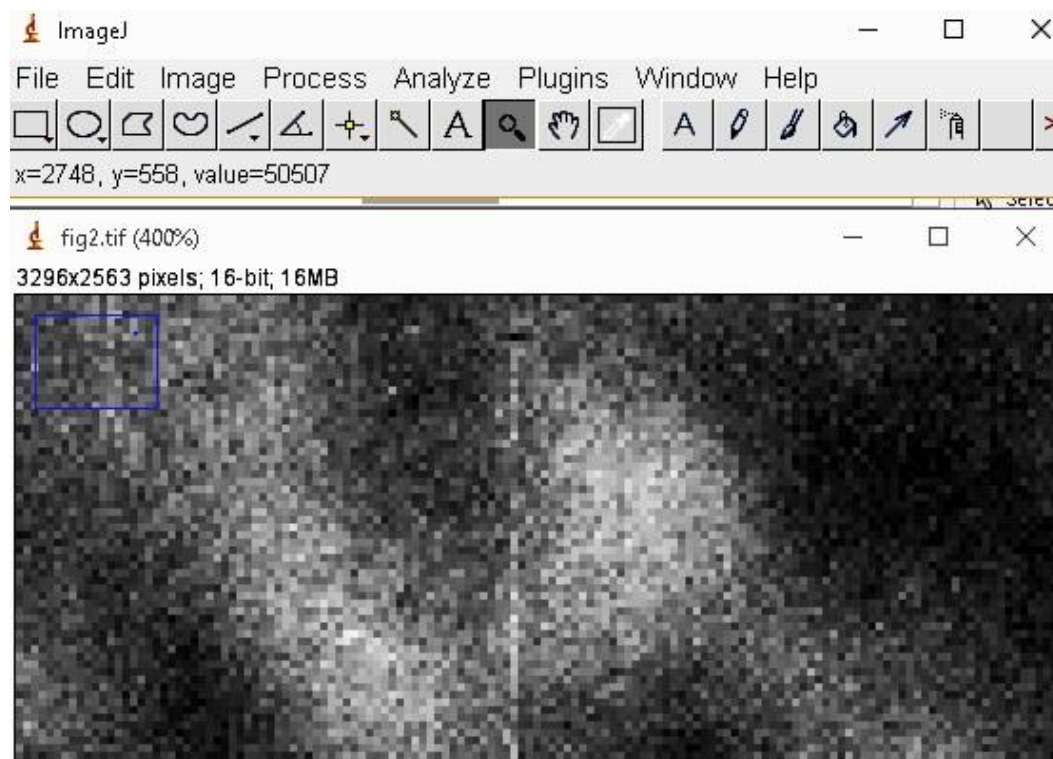 ImageJ
File Edit Image Process Analyze Plugins Window Help
A A
x=2748, y=558, value=50507
Selec
fig2.tif (400%)
3296x2563 pixels; 16-bit; 16MB